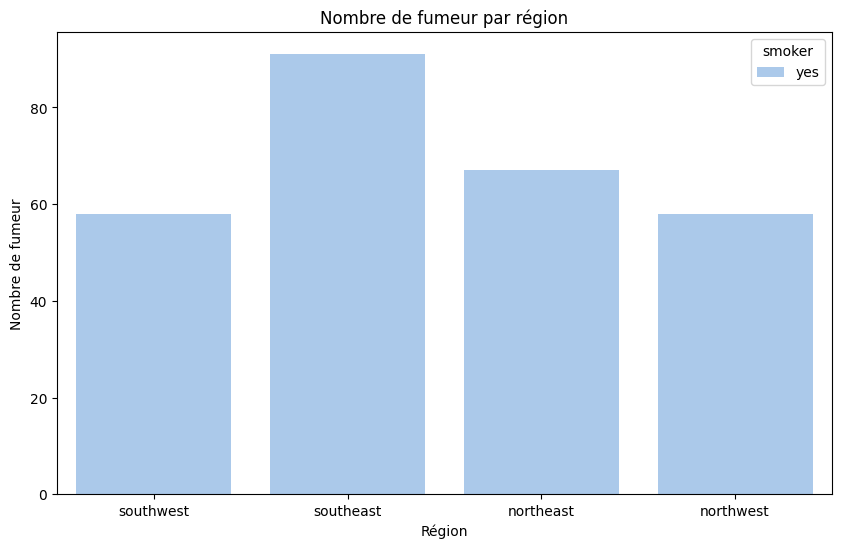 Nombre de fumeur par région
smoker
yes
Nombre de fumeur
80
60
40
20
0
southwest
southeast
northeast
northwest
Région